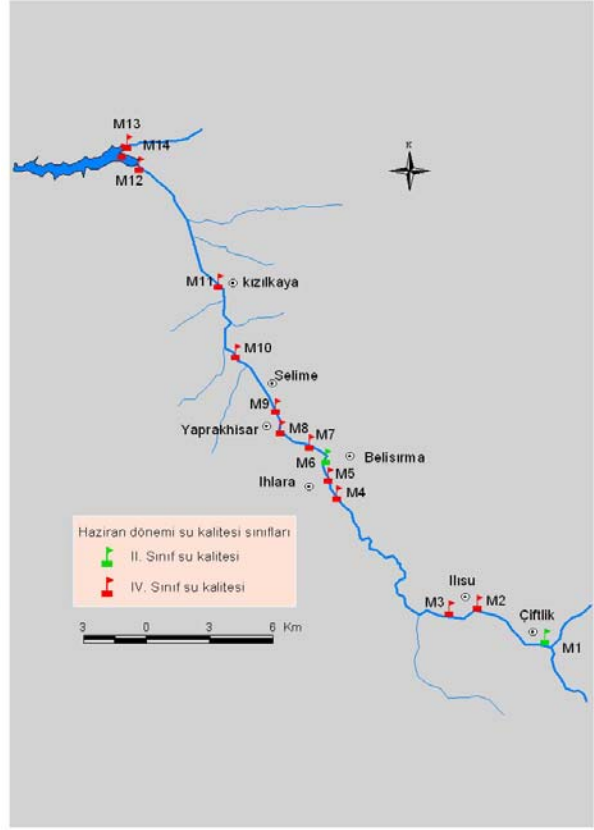 M13
K
M14
M12
M11
kızılkaya
M10
Selime
M9
M8
M7
Yaprakhisar
M6
Belisırma
M5
Ihlara
M4
Haziran dönemi su kalitesi sınıfları
II. Sınıf su kalitesi
IV. Sınıf su kalitesi
3 0 3 6 Km
Ilısu
M3
M2
Çiftlik
M1